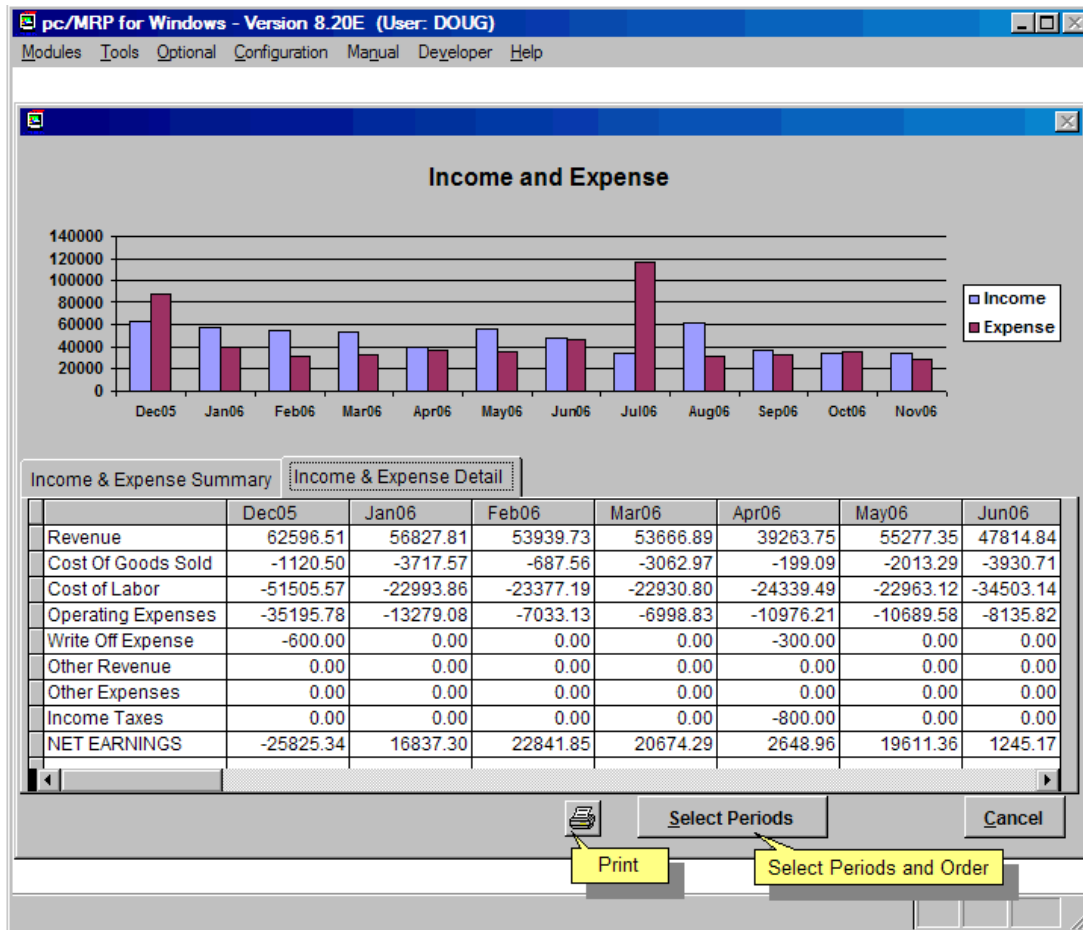 pc/MRP for Windows - Version 8.20E (User: DOUG)
Modules Tools Optional Configuration Manual Developer Help
Income and Expense
140000
120000
100000
80000
60000
40000
20000
0
Dec05 Jan06 Feb06 Mar06 Apr06 May06 Jun06 Jul06 Aug06 Sep06 Oct06 Nov06
Income
Expense
Income & Expense Summary Income & Expense Detail
Dec05 Jan06 Feb06 Mar06 Apr06 May06 Jun06
Revenue 62596.51 56827.81 53939.73 53666.89 39263.75 55277.35 47814.84
Cost Of Goods Sold -1120.50 -3717.57 -687.56 -3062.97 -199.09 -2013.29 -3930.71
Cost of Labor -51505.57 -22993.86 -23377.19 -22930.80 -24339.49 -22963.12 -34503.14
Operating Expenses -35195.78 -13279.08 -7033.13 -6998.83 -10976.21 -10689.58 -8135.82
Write Off Expense -600.00 0.00 0.00 0.00 -300.00 0.00 0.00
Other Revenue 0.00 0.00 0.00 0.00 0.00 0.00 0.00
Other Expenses 0.00 0.00 0.00 0.00 0.00 0.00 0.00
Income Taxes 0.00 0.00 0.00 0.00 -800.00 0.00 0.00
NET EARNINGS -25825.34 16837.30 22841.85 20674.29 2648.96 19611.36 1245.17
Select Periods Cancel
Print
Select Periods and Order